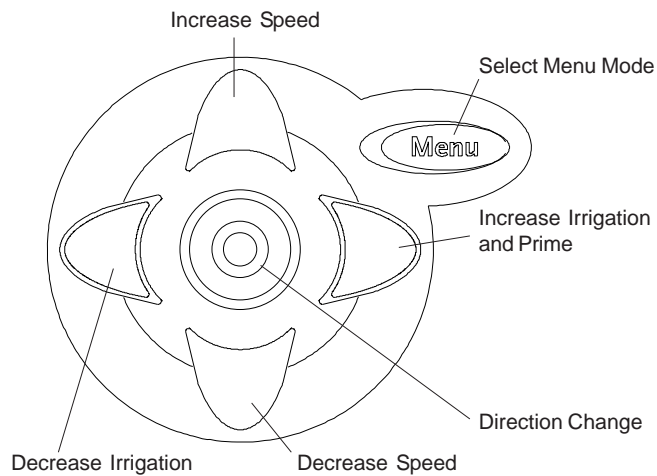 Increase Speed
Select Menu Mode
Menu
Increase Irrigation
and Prime
Direction Change
Decrease Irrigation
Decrease Speed